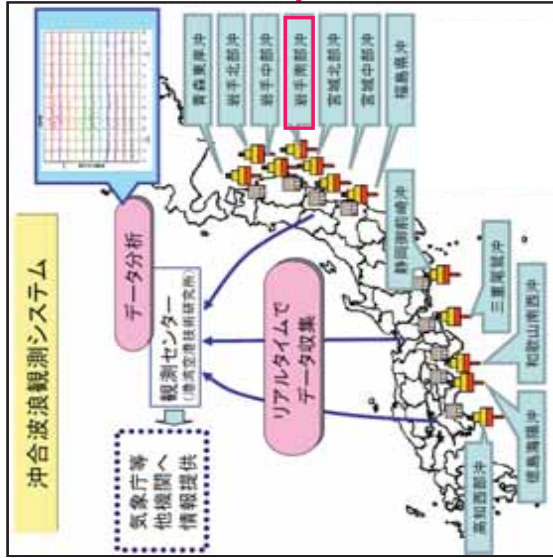 沖合波浪観測システム
データ分析
観測センター
(港湾空港技術研究所)
気象庁等
他機関へ
情報提供
リアルタイムで
データ収集
青森東岸沖
岩手北部沖
岩手中部沖
岩手南部沖
宮城北部沖
宮城中部沖
福島県沖
静岡御前崎沖
三重尾鷲沖
和歌山南西沖
徳島海陽沖
高知西部沖